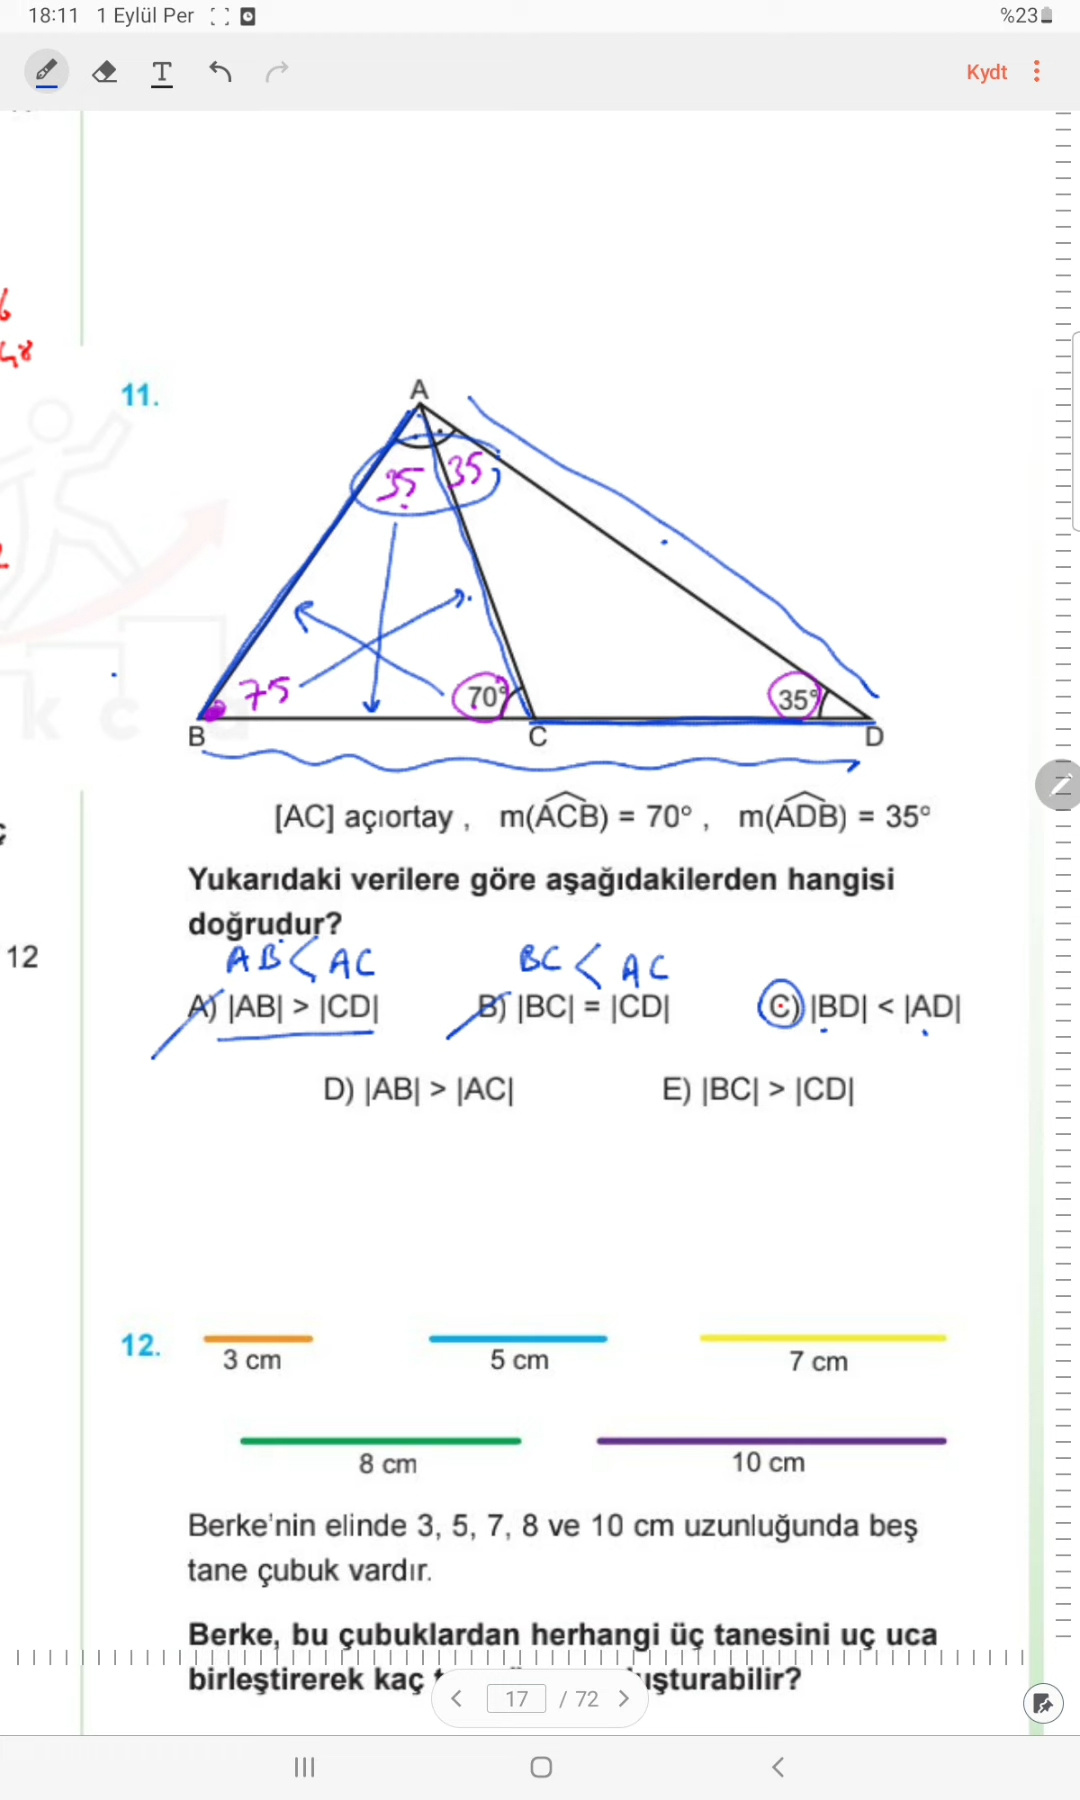 18:11 1 Eylül Per %23
T Kydt
48
11.
A
35 35
75 70° 35°
B C D
[AC] açıortay , m(ACB) = 70° , m(ADB) = 35°
Yukarıdaki verilere göre aşağıdakilerden hangisi
doğrudur?
12
AB < AC BC < AC
A) |AB| > |CD| B) |BC| = |CD| C) |BD| < |AD|
D) |AB| > |AC| E) |BC| > |CD|
12.
3 cm 5 cm 7 cm
8 cm 10 cm
Berke'nin elinde 3, 5, 7, 8 ve 10 cm uzunluğunda beş
tane çubuk vardır.
Berke, bu çubuklardan herhangi üç tanesini uç uca
birleştirerek kaç
17 / 72